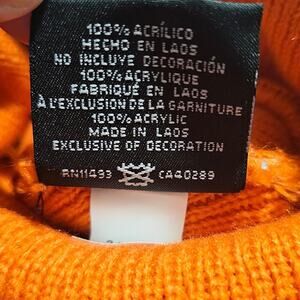 100% ACRÍLICO
HECHO EN LAOS
NO INCLUYE DECORACIÓN
100% ACRYLIQUE
FABRIQUÉ EN LAOS
À L'EXCLUSION DE LA GARNITURE
100% ACRYLIC
MADE IN LAOS
EXCLUSIVE OF DECORATION
RN11493 CA40289